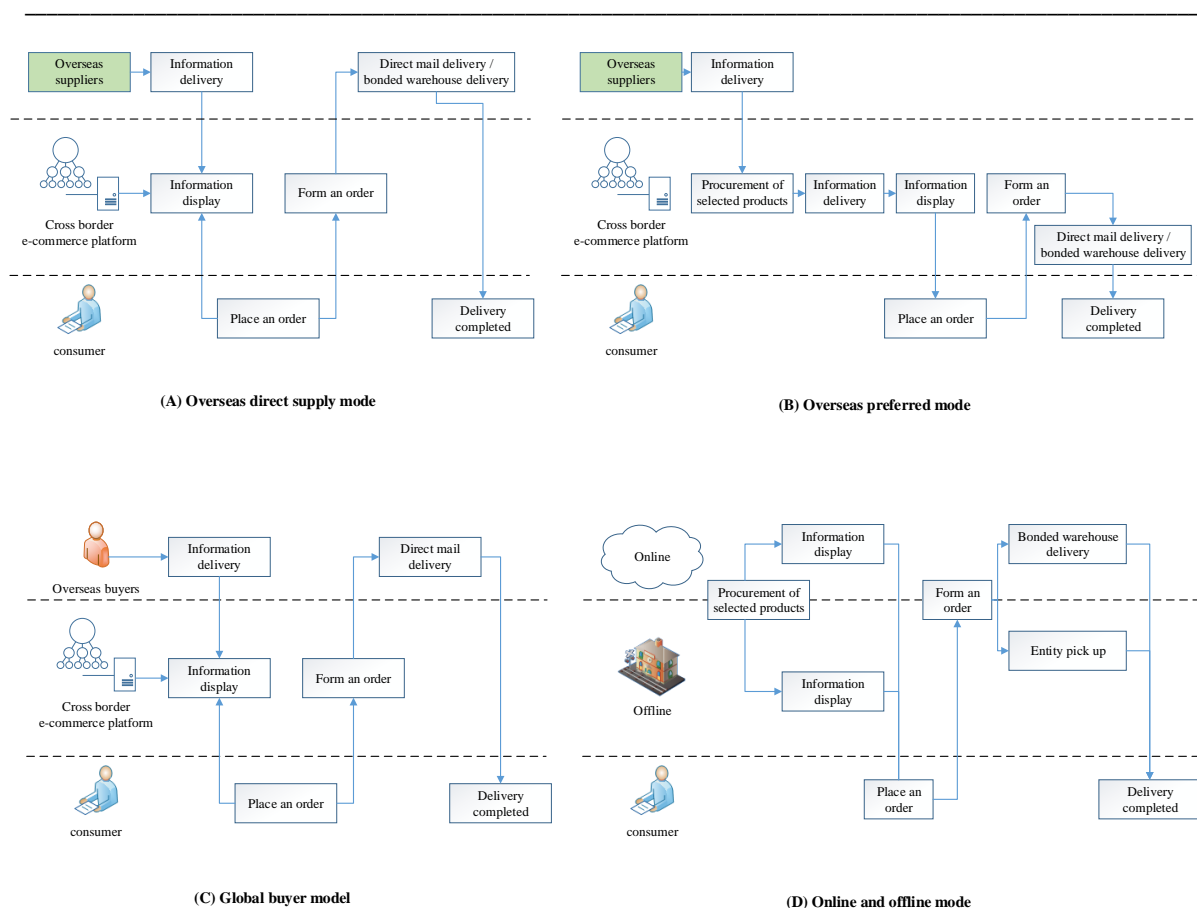 Overseas
suppliers
Information
delivery
Direct mail delivery /
bonded warehouse delivery
Cross border
e-commerce platform
Information
display
Form an order
consumer
Place an order
Delivery
completed
(A) Overseas direct supply mode
Overseas
suppliers
Information
delivery
Cross border
e-commerce platform
Procurement of
selected products
Information
delivery
Information
display
Form an
order
Direct mail delivery /
bonded warehouse delivery
consumer
Place an order
Delivery
completed
(B) Overseas preferred mode
Overseas buyers
Information
delivery
Direct mail
delivery
Cross border
e-commerce platform
Information
display
Form an order
consumer
Place an order
Delivery
completed
(C) Global buyer model
Online
Information
display
Bonded warehouse
delivery
Procurement of
selected products
Form an
order
Offline
Information
display
Entity pick up
consumer
Place an
order
Delivery
completed
(D) Online and offline mode